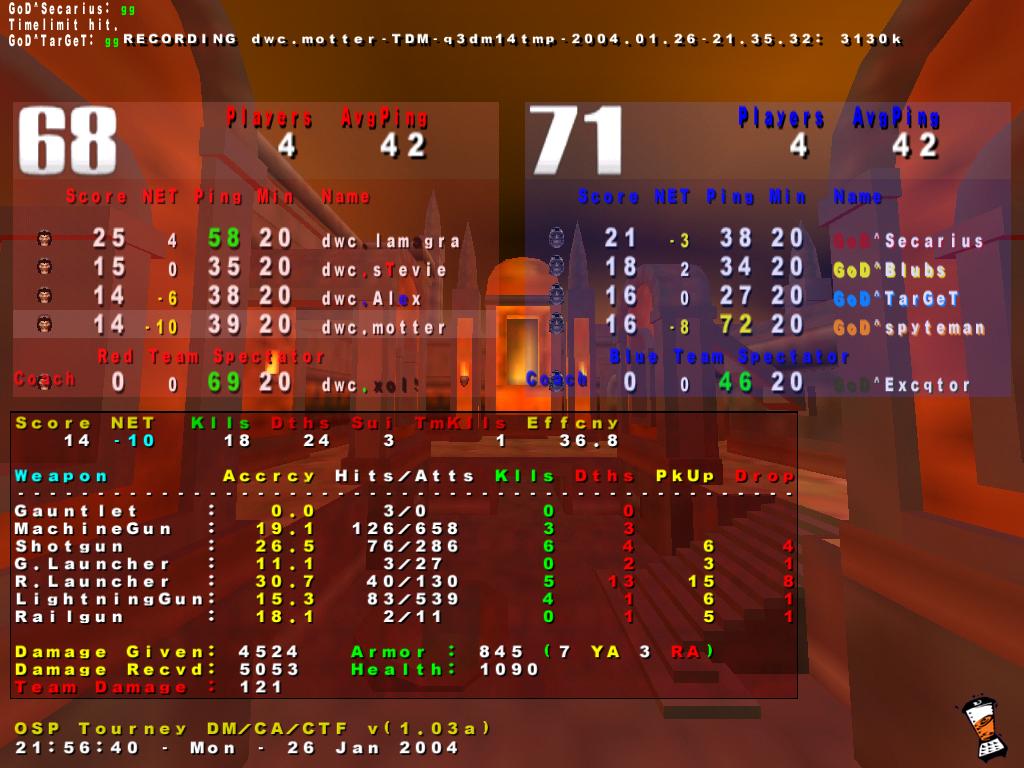 GoD^Secarius: gg
Timelimit hit.
GoD^TarGeT: gg
RECORDING dwc.motter-TDM-q3dm14tmp-2004.01.26-21.35.32: 3130k
68 Players AvgPing
4 42
Score NET Ping Min Name
25 4 58 20 dwc.lamagra
15 0 35 20 dwc.sTevie
14 -6 38 20 dwc.Alex
14 -10 39 20 dwc.motter
Red Team Spectator
Coach 0 0 69 20 dwc.xol!
71 Players AvgPing
4 42
Score NET Ping Min Name
21 -3 38 20 GoD^Secarius
18 2 34 20 GoD^Blubs
16 0 27 20 GoD^TarGeT
16 -8 72 20 GoD^spyteman
Blue Team Spectator
Coach 0 0 46 20 GoD^Excqtor
Score NET Klls Dths Sui TmKlls Effcny
14 -10 18 24 3 1 36.8
Weapon Accrcy Hits/Atts Klls Dths PkUp Drop
Gauntlet : 0.0 3/0 0 0
MachineGun : 19.1 126/658 3 3
Shotgun : 26.5 76/286 6 4 6 4
G.Launcher : 11.1 3/27 0 2 3 1
R.Launcher : 30.7 40/130 5 13 15 8
LightningGun: 15.3 83/539 4 1 6 1
Railgun : 18.1 2/11 0 1 5 1
Damage Given: 4524 Armor : 845 (7 YA 3 RA)
Damage Recvd: 5053 Health: 1090
Team Damage : 121
OSP Tourney DM/CA/CTF v(1.03a)
21:56:40 - Mon - 26 Jan 2004